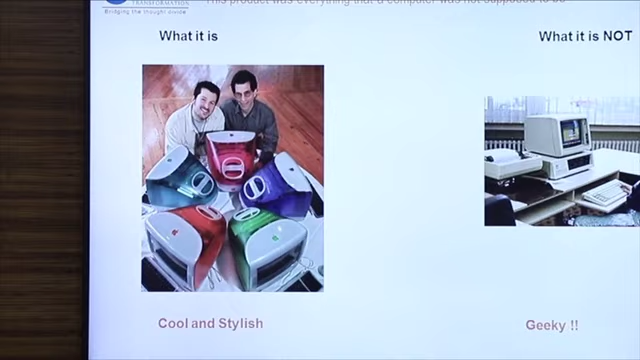 TRANSFORMATION
Bridging the thought divide
This product was everything that a computer was not supposed to be
What it is
What it is NOT
Cool and Stylish
Geeky !!